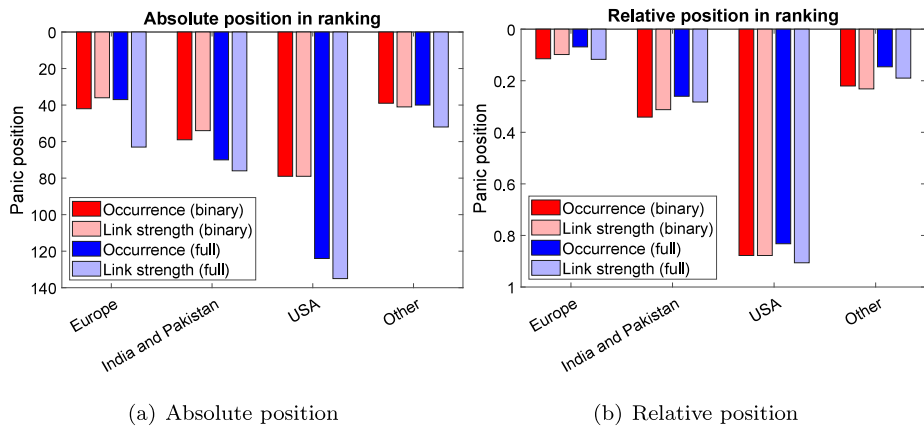 Absolute position in ranking
Panic position
0
20
40
60
80
100
120
140
Occurrence (binary)
Link strength (binary)
Occurrence (full)
Link strength (full)
Europe
India and Pakistan
USA
Other
(a) Absolute position
Relative position in ranking
Panic position
0
0.2
0.4
0.6
0.8
1
Occurrence (binary)
Link strength (binary)
Occurrence (full)
Link strength (full)
Europe
India and Pakistan
USA
Other
(b) Relative position